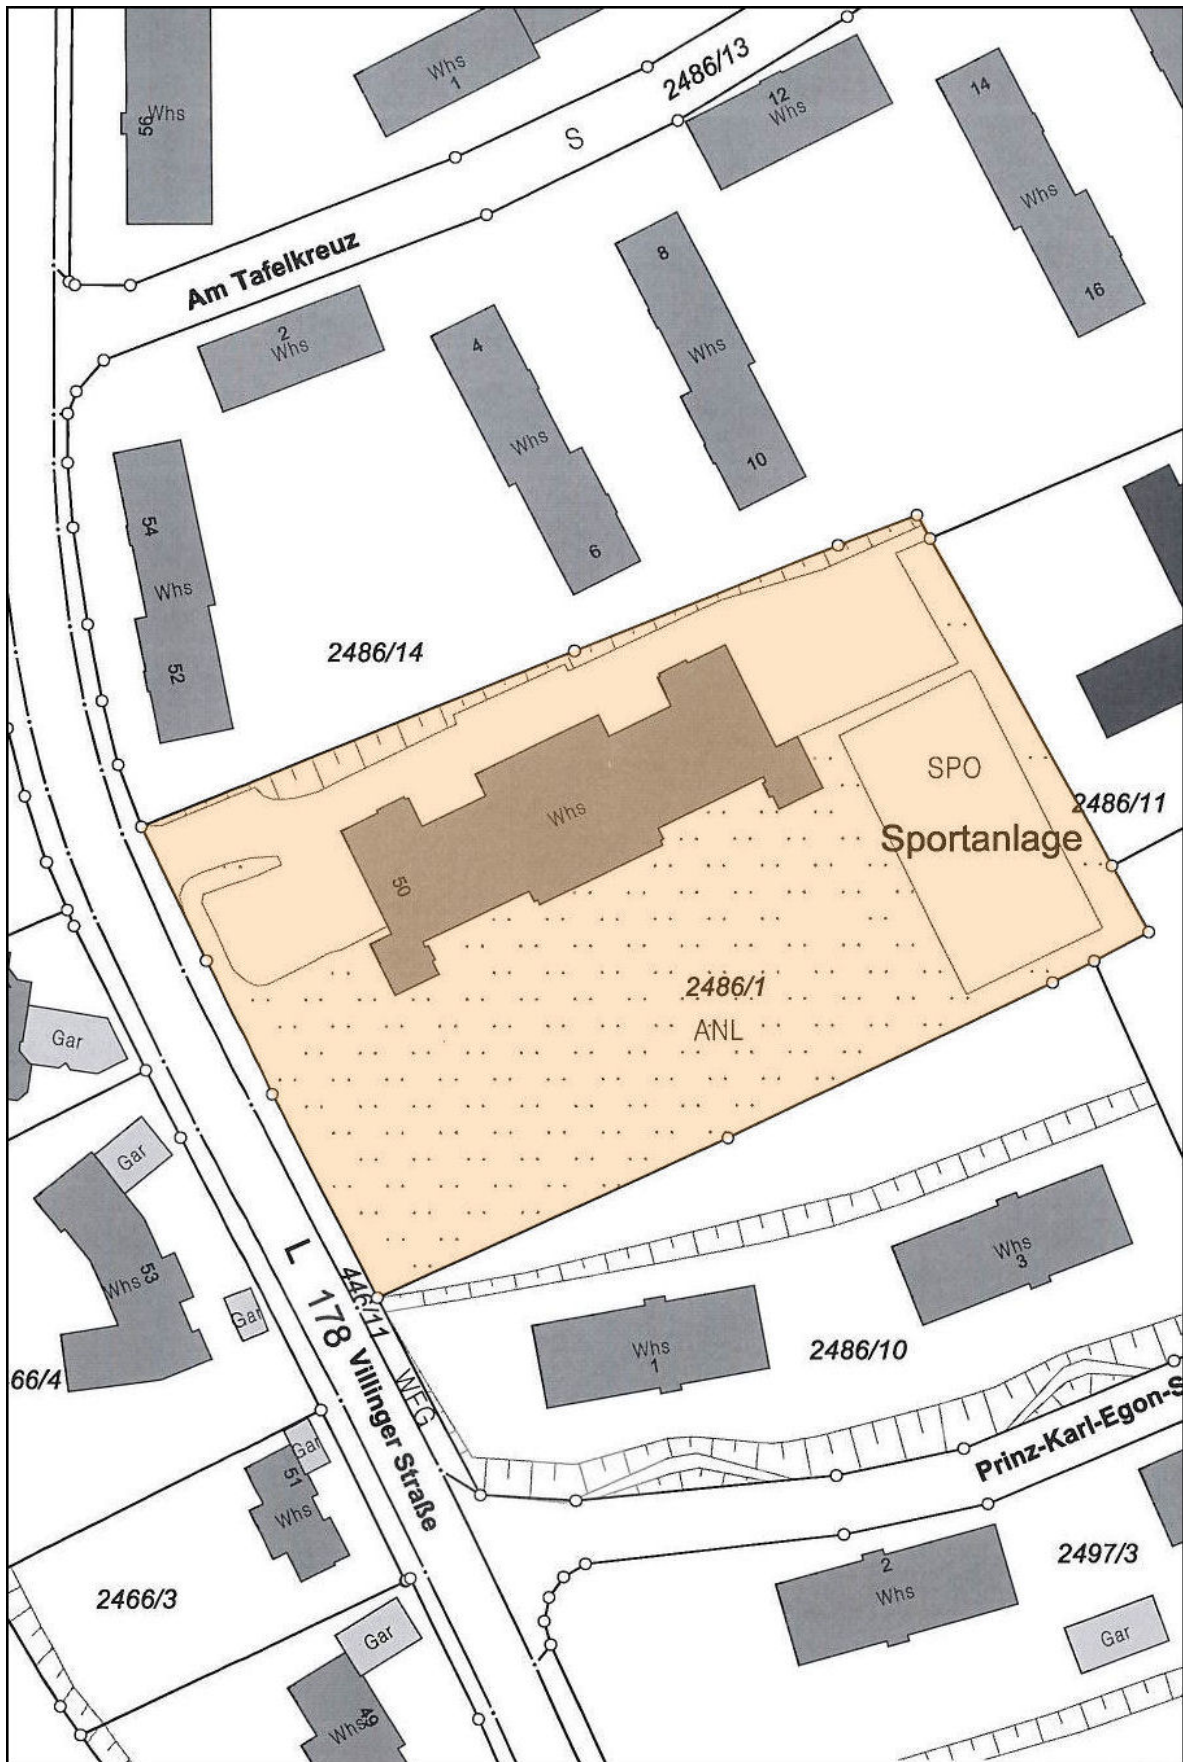 Whs
1
2486/13
12
Whs
14
56
Whs
S
Whs
16
Am Tafelkreuz
8
Whs
10
2
Whs
4
Whs
6
54
Whs
52
2486/14
SPO
2486/11
Sportanlage
Whs
50
2486/1
ANL
Gar
Gar
Whs
53
Gar
L 178
446/11
Whs
3
Whs
1
2486/10
66/4
WEG
Villinger Straße
Prinz-Karl-Egon-S
Gar
51
Whs
2466/3
2497/3
2
Whs
Gar
Gar
Whs
49